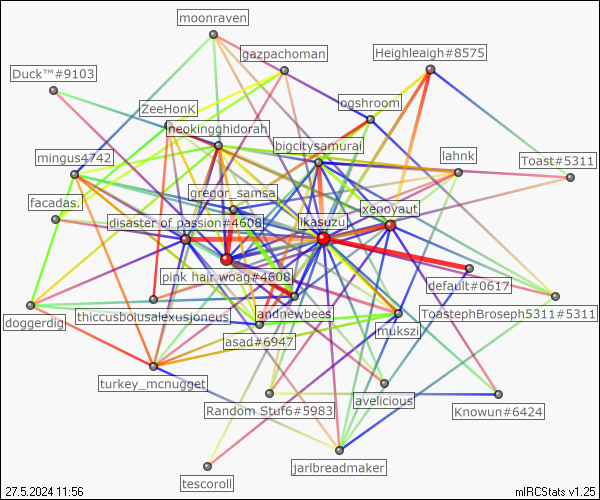 moonraven
gazpachoman
Heighleigh#8575
Duck™#9103
ZeeHonK
ogshroom
neokingghidorah
bigcitysamurai
mingus4742
lahnk
Toast#5311
gregor_samsa
facadas.
disaster of passion#4608
ikasuzu
xenoyaut
pink hair woag#4608
default#0617
doggerdig
thiccusboiusalexusjoneus
andnewbees
ToastephBroseph5311#5311
mukszi
asad#6947
turkey_mcnugget
Random Stuf6#5983
avelicious
Knowun#6424
jarlbreadmaker
tescoroll
27.5.2024 11:56
mIRCStats v1.25